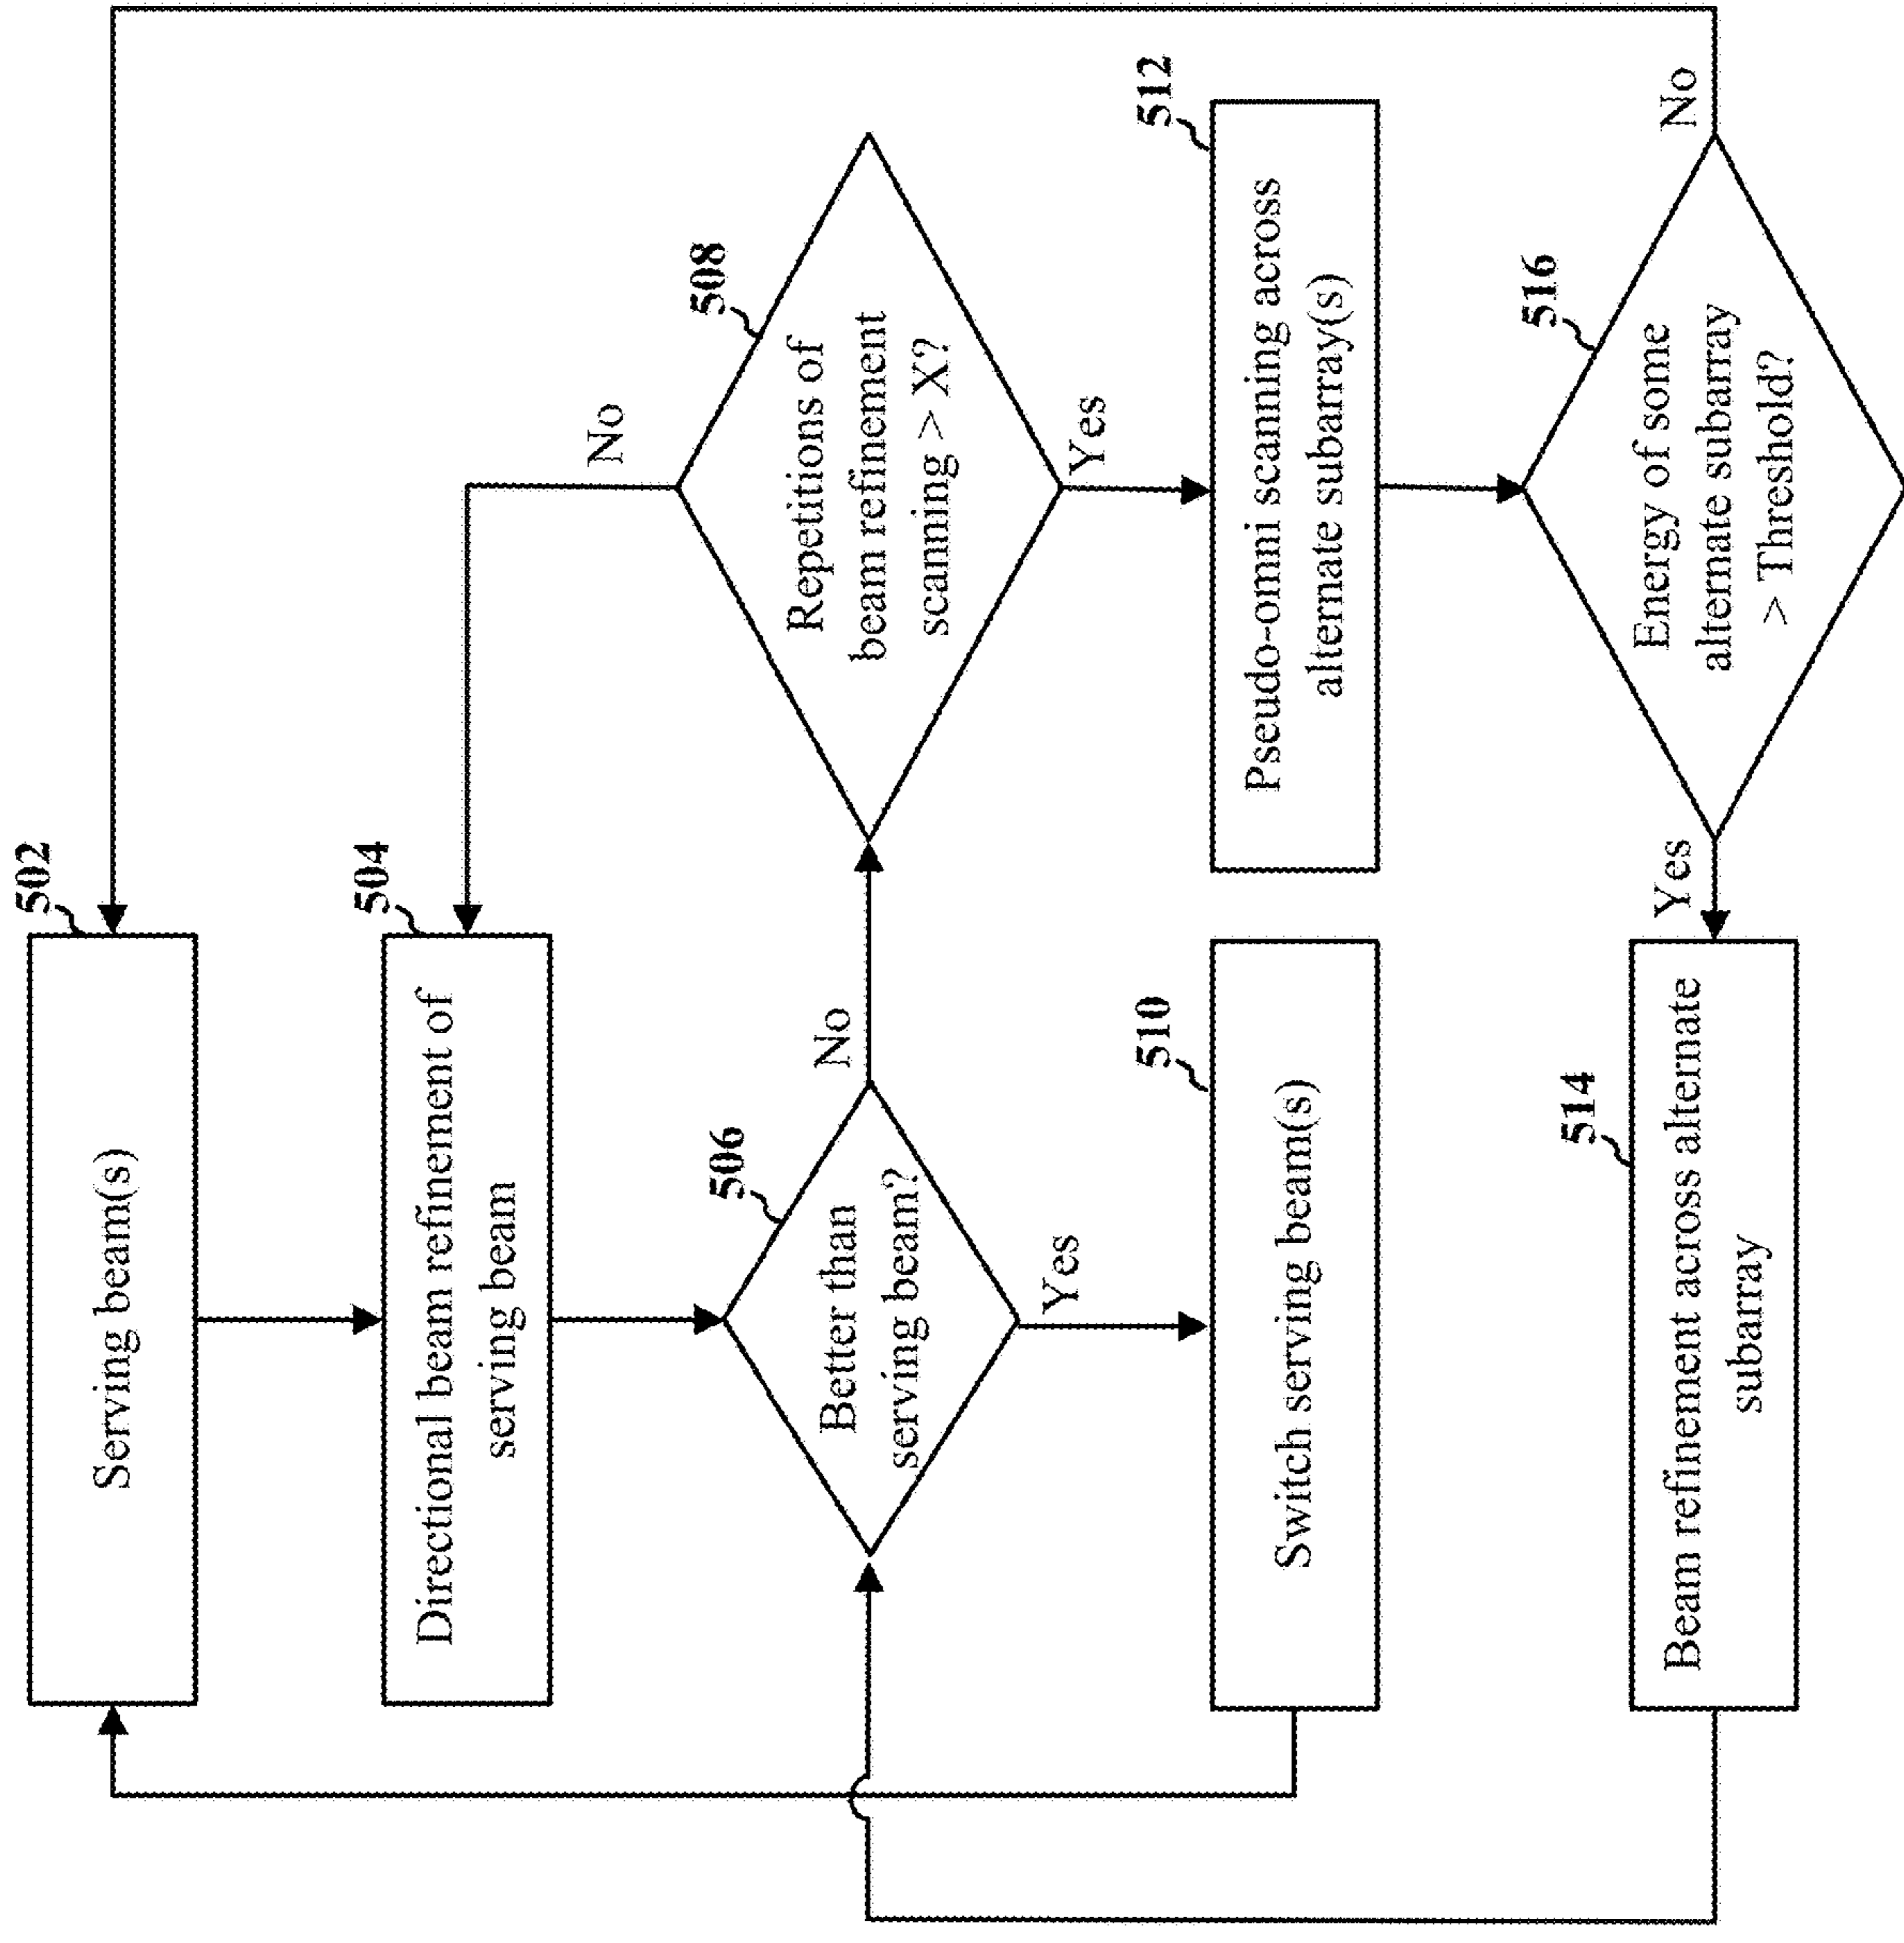 502
Serving beam(s)
504
Directional beam refinement of
serving beam
506
Better than
serving beam?
No
Yes
508
Repetitions of
beam refinement
scanning > X?
No
Yes
510
Switch serving beam(s)
512
Pseudo-omni scanning across
alternate subarray(s)
514
Beam refinement across alternate
subarray
516
Energy of some
alternate subarray
> Threshold?
Yes
No